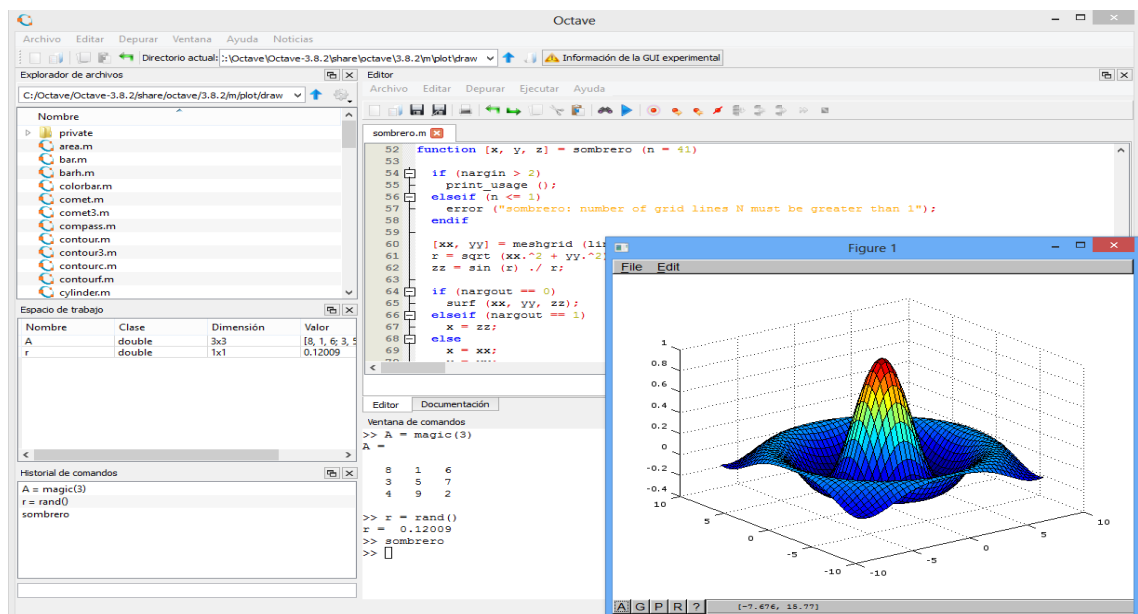 Octave
Archivo Editar Depurar Ventana Ayuda Noticias
Directorio actual: :\Octave\Octave-3.8.2\share\octave\3.8.2\m\plot\draw Información de la GUI experimental
Explorador de archivos
C:/Octave/Octave-3.8.2/share/octave/3.8.2/m/plot/draw
Nombre
private
area.m
bar.m
barh.m
colorbar.m
comet.m
comet3.m
compass.m
contour.m
contour3.m
contourc.m
contourf.m
cylinder.m
Espacio de trabajo
Nombre Clase Dimensión Valor
A double 3x3 [8, 1, 6; 3, 5
r double 1x1 0.12009
Historial de comandos
A = magic(3)
r = rand()
sombrero
Editor
Archivo Editar Depurar Ejecutar Ayuda
sombrero.m
52 function [x, y, z] = sombrero (n = 41)
53
54 if (nargin > 2)
55 print_usage ();
56 elseif (n <= 1)
57 error ("sombrero: number of grid lines N must be greater than 1");
58 endif
59
60 [xx, yy] = meshgrid (lin
61 r = sqrt (xx.^2 + yy.^2)
62 zz = sin (r) ./ r;
63
64 if (nargout == 0)
65 surf (xx, yy, zz);
66 elseif (nargout == 1)
67 x = zz;
68 else
69 x = xx;
Editor Documentación
Ventana de comandos
>> A = magic(3)
A =
8 1 6
3 5 7
4 9 2
>> r = rand()
r = 0.12009
>> sombrero
>>
Figure 1
File Edit
1
0.8
0.6
0.4
0.2
0
-0.2
-0.4
10
5
0
-5
-10
-10
-5
0
5
10
A G P R ? [-7.676, 15.77]